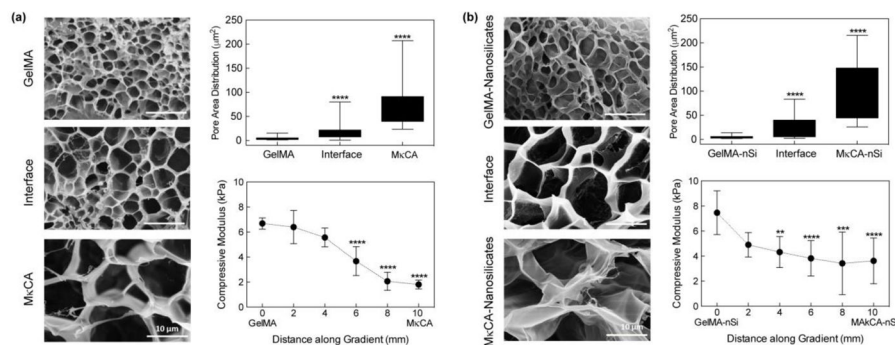 (a)
GelMA
Interface
MκCA
10 μm
Pore Area Distribution (μm²)
250
200
150
100
50
0
****
****
GelMA
Interface
MκCA
Compressive Modulus (kPa)
10
8
6
4
2
0
****
****
****
0
2
4
6
8
10
GelMA
MκCA
Distance along Gradient (mm)
(b)
GelMA-Nanosilicates
Interface
MκCA-Nanosilicates
10 μm
Pore Area Distribution (μm²)
250
200
150
100
50
0
****
****
GelMA-nSi
Interface
MκCA-nSi
Compressive Modulus (kPa)
10
8
6
4
2
0
**
****
***
****
0
2
4
6
8
10
GelMA-nSi
MAkCA-nSi
Distance along Gradient (mm)